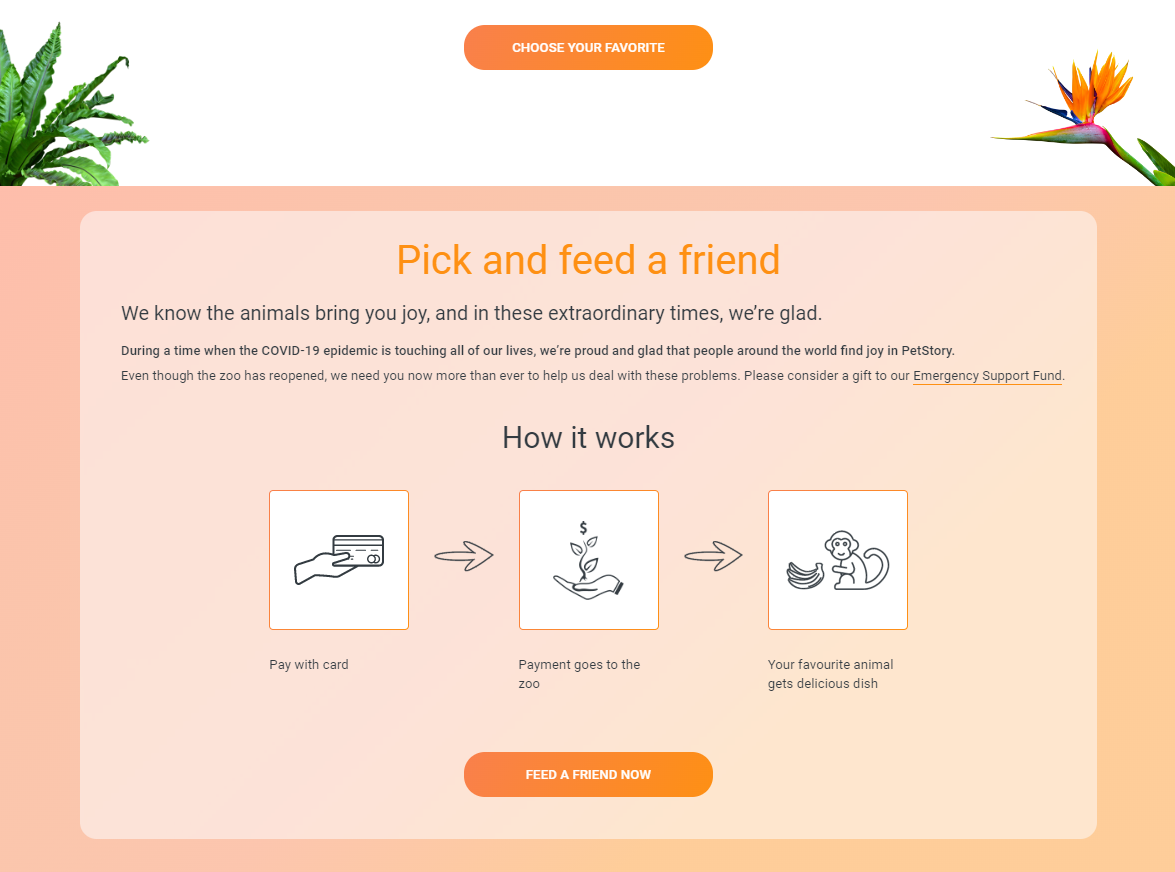 CHOOSE YOUR FAVORITE
Pick and feed a friend
We know the animals bring you joy, and in these extraordinary times, we’re glad.
During a time when the COVID-19 epidemic is touching all of our lives, we’re proud and glad that people around the world find joy in PetStory.
Even though the zoo has reopened, we need you now more than ever to help us deal with these problems. Please consider a gift to our Emergency Support Fund.
How it works
$
Pay with card
Payment goes to the
zoo
Your favourite animal
gets delicious dish
FEED A FRIEND NOW